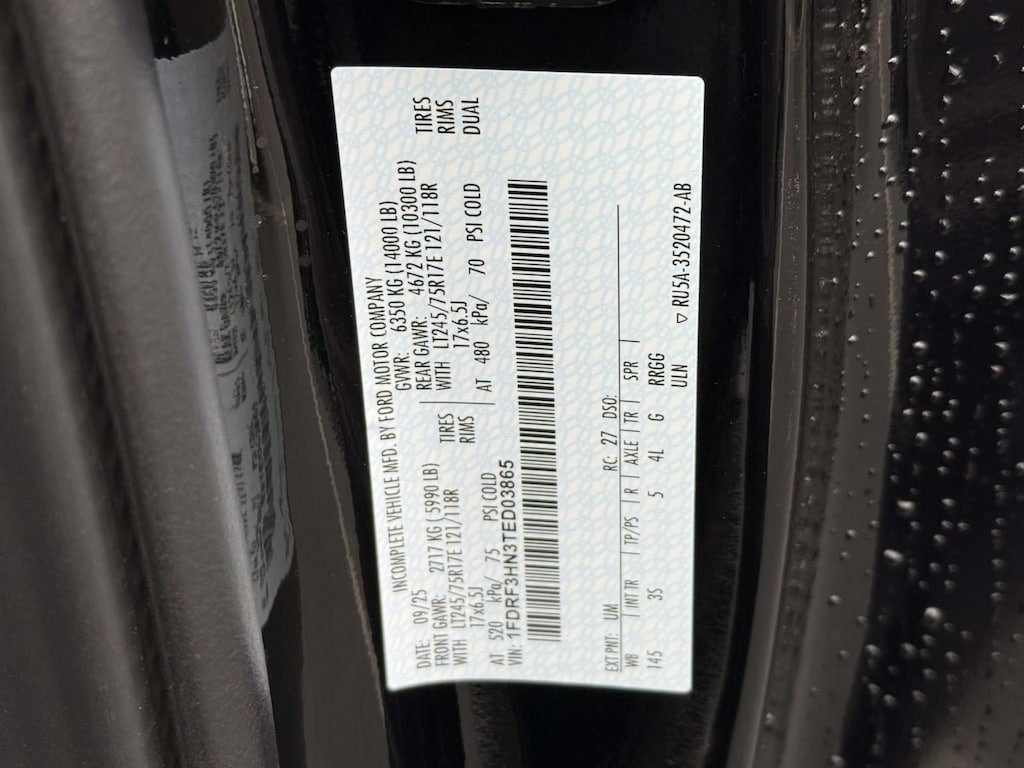 INCOMPLETE VEHICLE MFD. BY FORD MOTOR COMPANY
DATE: 09/25 GVWR: 6350 KG (14000 LB)
FRONT GAWR: 2717 KG (5990 LB) REAR GAWR: 4672 KG (10300 LB)
WITH LT245/75R17E 121/118R TIRES WITH LT245/75R17E 121/118R TIRES
17x6.5J RIMS 17x6.5J RIMS
AT 520 kPa/ 75 PSI COLD AT 480 kPa/ 70 PSI COLD DUAL
VIN: 1FDRF3HN3TED03865
EXT PNT: UM RC: 27 DSO:
WB INT TR TP/PS R AXLE TR SPR
145 3S 5 4L G RRGG
ULN
RU5A-3520472-AB